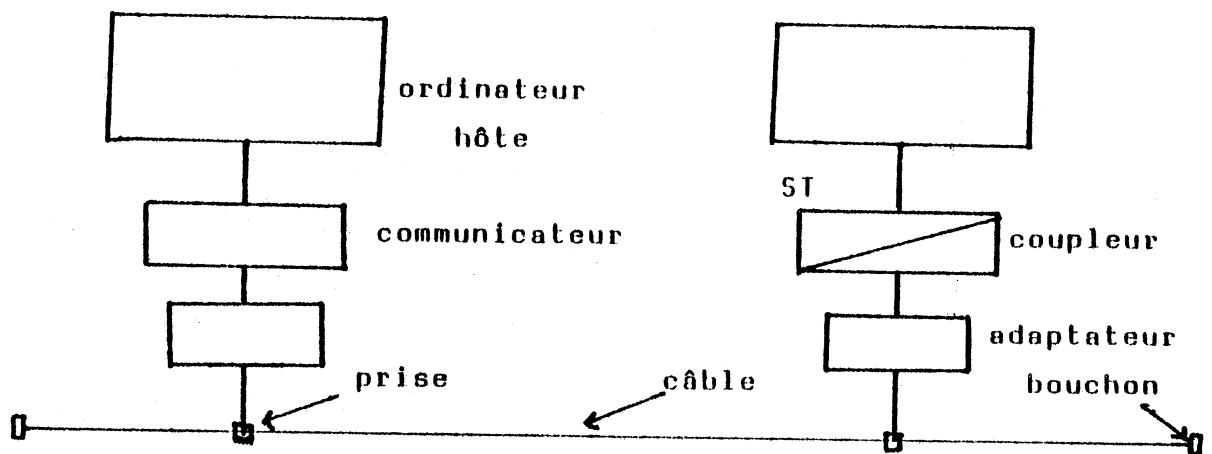 ordinateur
hôte
ST
communicateur
coupleur
adaptateur
prise
câble
bouchon